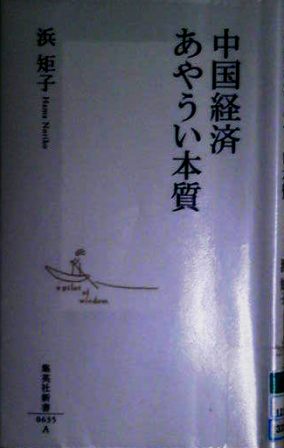 中国経済
あやうい本質
浜 矩子
Hama Noriko
a pilot
of
wisdom
集英社新書
0635
A